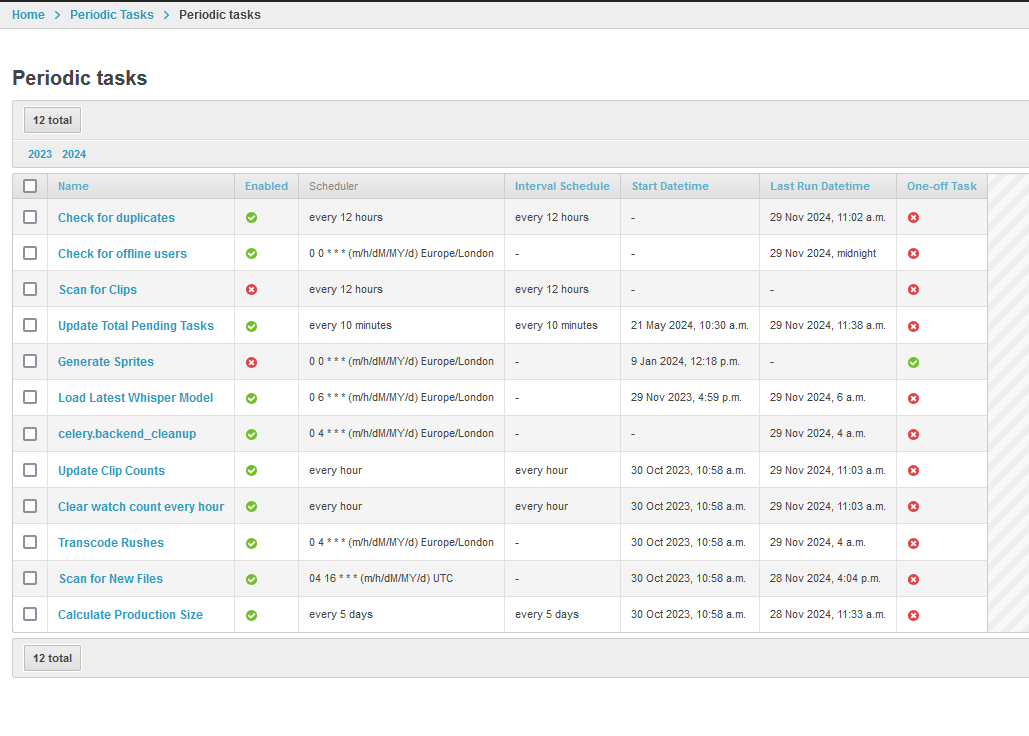 Home > Periodic Tasks > Periodic tasks
Periodic tasks
12 total
2023 2024
Name Enabled Scheduler Interval Schedule Start Datetime Last Run Datetime One-off Task
Check for duplicates every 12 hours every 12 hours - 29 Nov 2024, 11:02 a.m.
Check for offline users 0 0 * * * (m/h/dM/MY/d) Europe/London - - 29 Nov 2024, midnight
Scan for Clips every 12 hours every 12 hours - -
Update Total Pending Tasks every 10 minutes every 10 minutes 21 May 2024, 10:30 a.m. 29 Nov 2024, 11:38 a.m.
Generate Sprites 0 0 * * * (m/h/dM/MY/d) Europe/London - 9 Jan 2024, 12:18 p.m. -
Load Latest Whisper Model 0 6 * * * (m/h/dM/MY/d) Europe/London - 29 Nov 2023, 4:59 p.m. 29 Nov 2024, 6 a.m.
celery.backend_cleanup 0 4 * * * (m/h/dM/MY/d) Europe/London - - 29 Nov 2024, 4 a.m.
Update Clip Counts every hour every hour 30 Oct 2023, 10:58 a.m. 29 Nov 2024, 11:03 a.m.
Clear watch count every hour every hour every hour 30 Oct 2023, 10:58 a.m. 29 Nov 2024, 11:03 a.m.
Transcode Rushes 0 4 * * * (m/h/dM/MY/d) Europe/London - 30 Oct 2023, 10:58 a.m. 29 Nov 2024, 4 a.m.
Scan for New Files 04 16 * * * (m/h/dM/MY/d) UTC - 30 Oct 2023, 10:58 a.m. 28 Nov 2024, 4:04 p.m.
Calculate Production Size every 5 days every 5 days 30 Oct 2023, 10:58 a.m. 28 Nov 2024, 11:33 a.m.
12 total